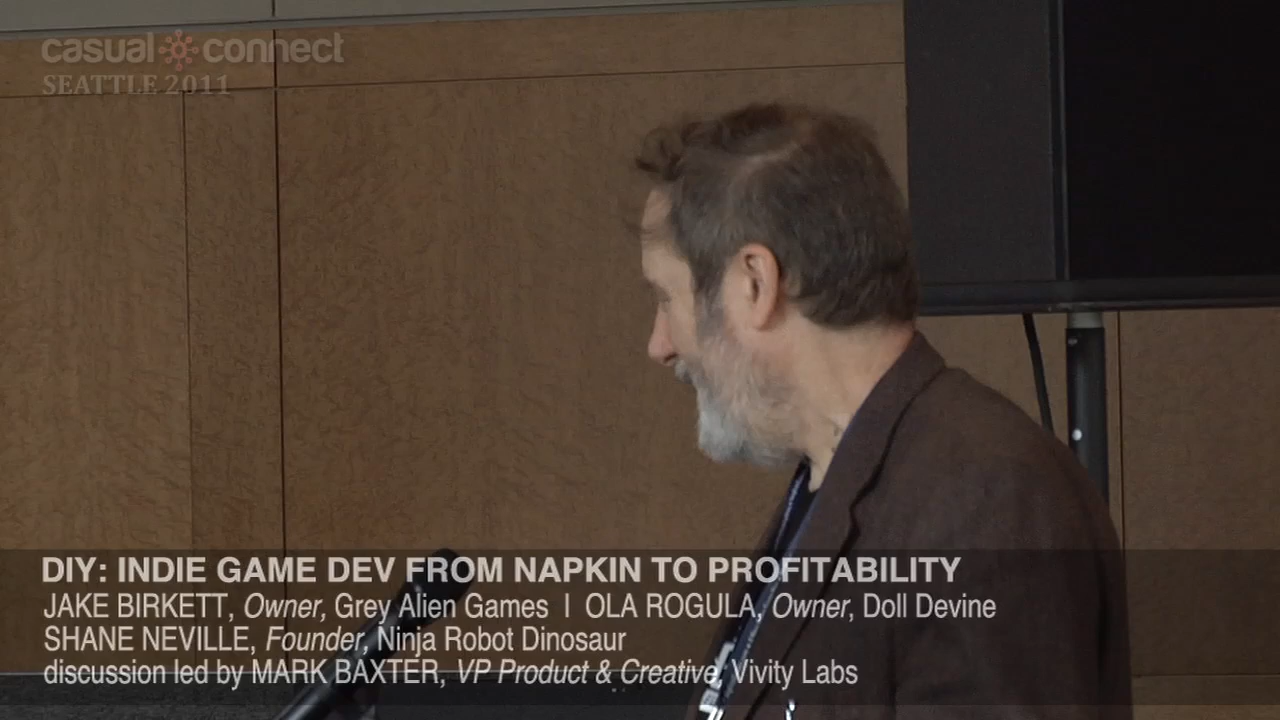 casual connect
SEATTLE 2011
DIY: INDIE GAME DEV FROM NAPKIN TO PROFITABILITY
JAKE BIRKETT, Owner, Grey Alien Games | OLA ROGULA, Owner, Doll Devine
SHANE NEVILLE, Founder, Ninja Robot Dinosaur
discussion led by MARK BAXTER, VP Product & Creative, Vivity Labs